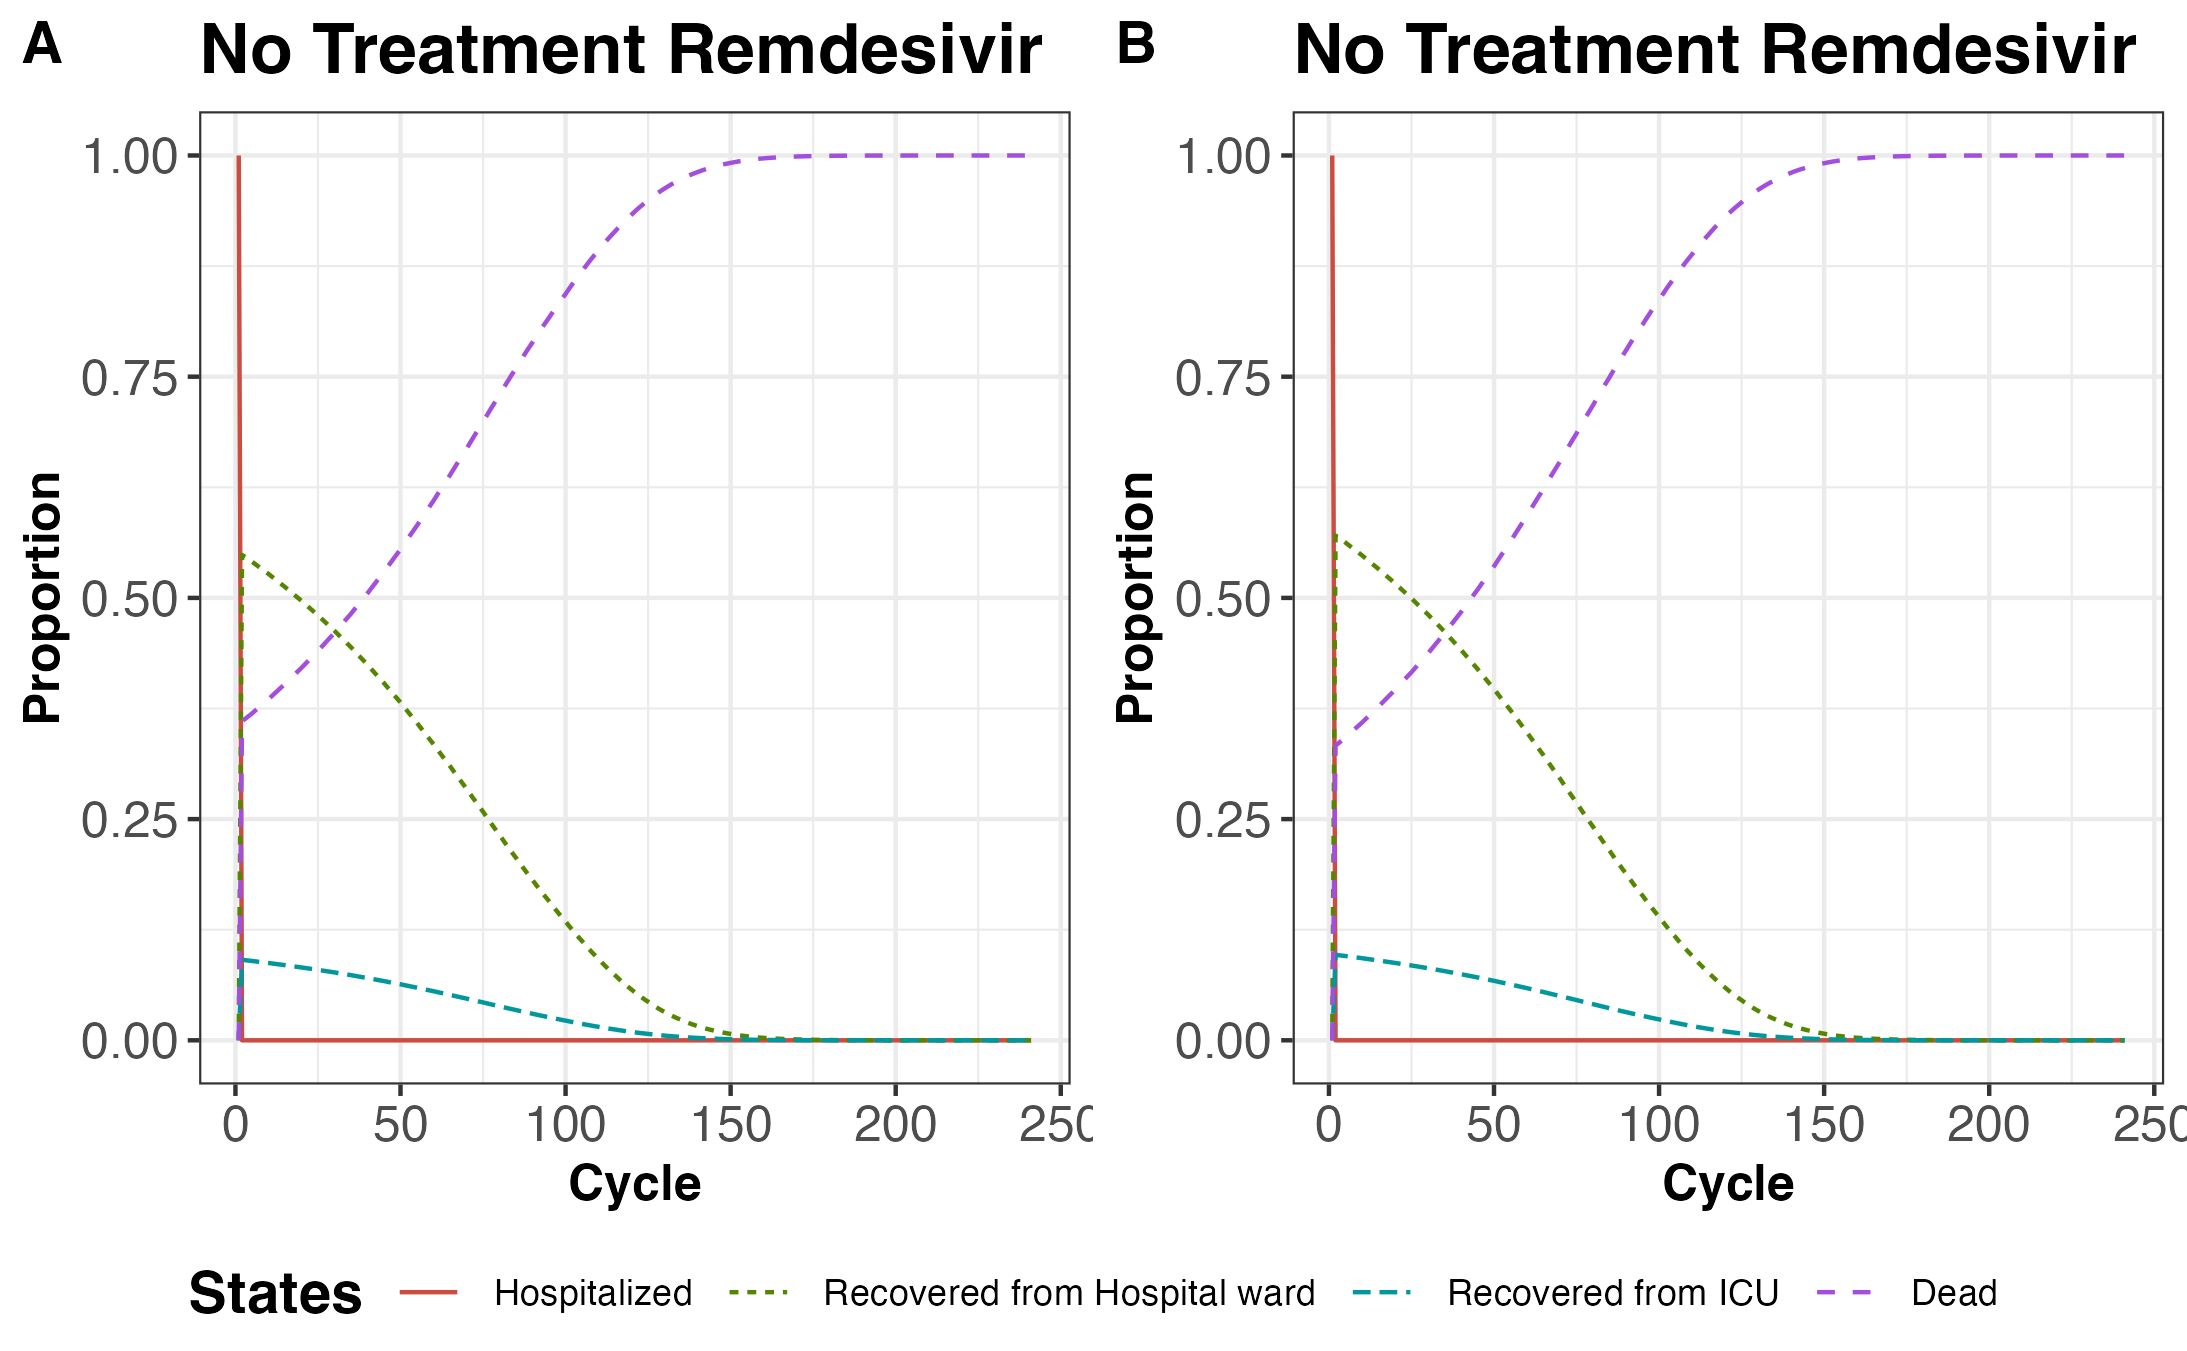 A No Treatment Remdesivir
B No Treatment Remdesivir
Proportion
1.00
0.75
0.50
0.25
0.00
0 50 100 150 200 250
Cycle
Proportion
1.00
0.75
0.50
0.25
0.00
0 50 100 150 200 250
Cycle
States Hospitalized Recovered from Hospital ward Recovered from ICU Dead